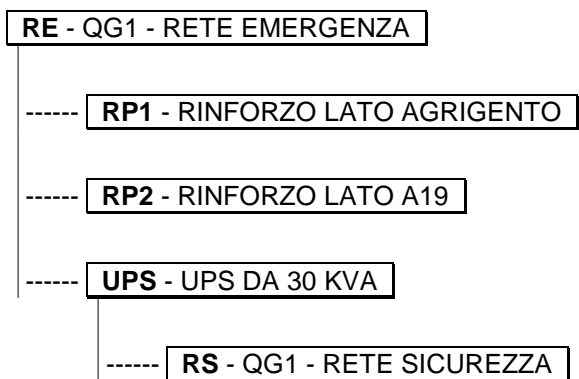 RE - QG1 - RETE EMERGENZA
------ RP1 - RINFORZO LATO AGRIGENTO
------ RP2 - RINFORZO LATO A19
------ UPS - UPS DA 30 KVA
------ RS - QG1 - RETE SICUREZZA